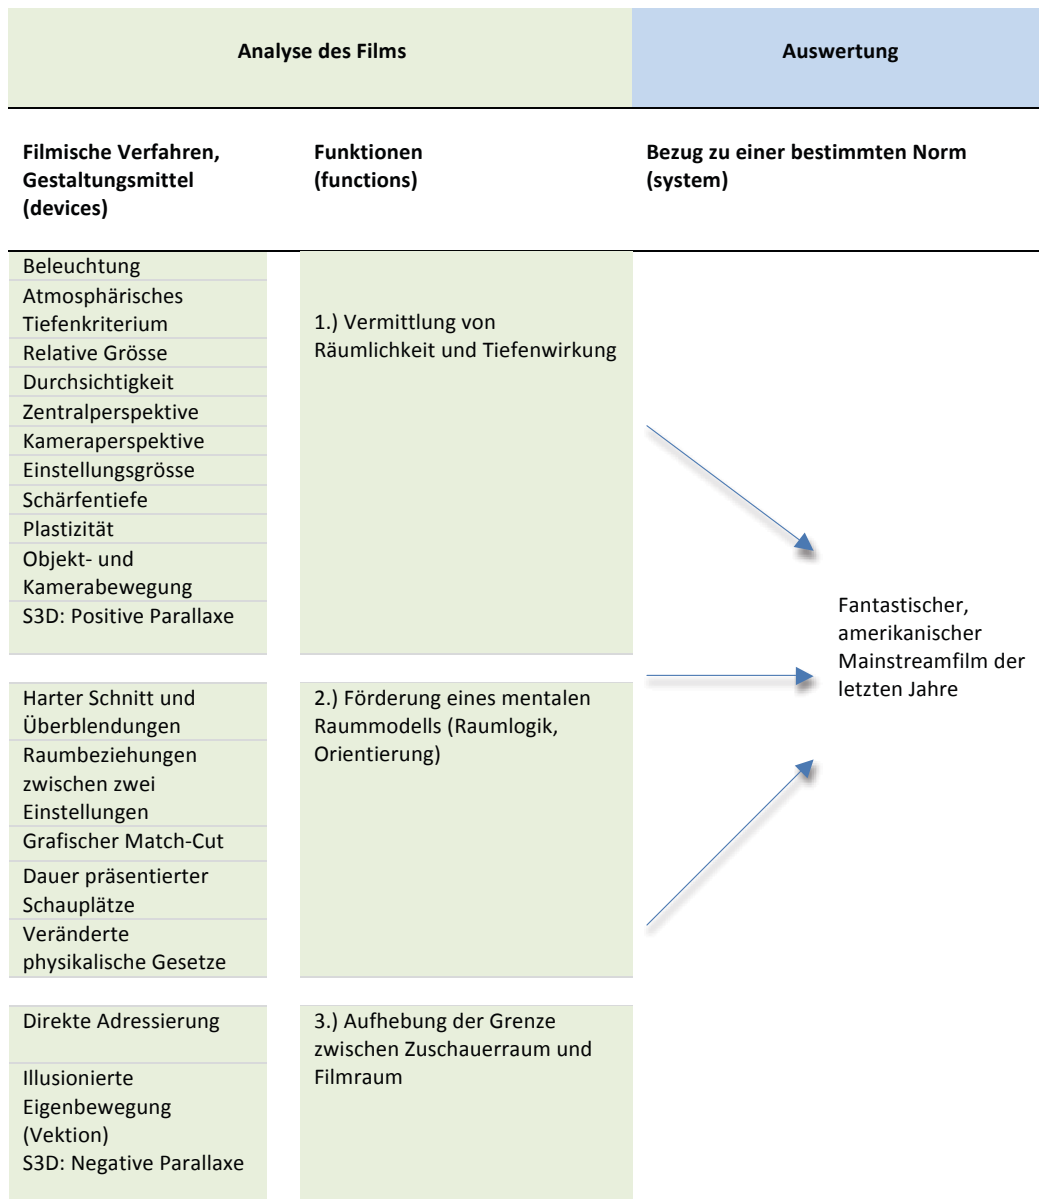 Analyse des Films
Auswertung
Filmische Verfahren,
Gestaltungsmittel
(devices)
Funktionen
(functions)
Bezug zu einer bestimmten Norm
(system)
Beleuchtung
Atmosphärisches
Tiefenkriterium
Relative Grösse
Durchsichtigkeit
Zentralperspektive
Kameraperspektive
Einstellungsgrösse
Schärfentiefe
Plastizität
Objekt- und
Kamerabewegung
S3D: Positive Parallaxe
1.) Vermittlung von
Räumlichkeit und Tiefenwirkung
Harter Schnitt und
Überblendungen
Raumbeziehungen
zwischen zwei
Einstellungen
Grafischer Match-Cut
Dauer präsentierter
Schauplätze
Veränderte
physikalische Gesetze
2.) Förderung eines mentalen
Raummodells (Raumlogik,
Orientierung)
Direkte Adressierung
Illusionierte
Eigenbewegung
(Vektion)
S3D: Negative Parallaxe
3.) Aufhebung der Grenze
zwischen Zuschauerraum und
Filmraum
Fantastischer,
amerikanischer
Mainstreamfilm der
letzten Jahre